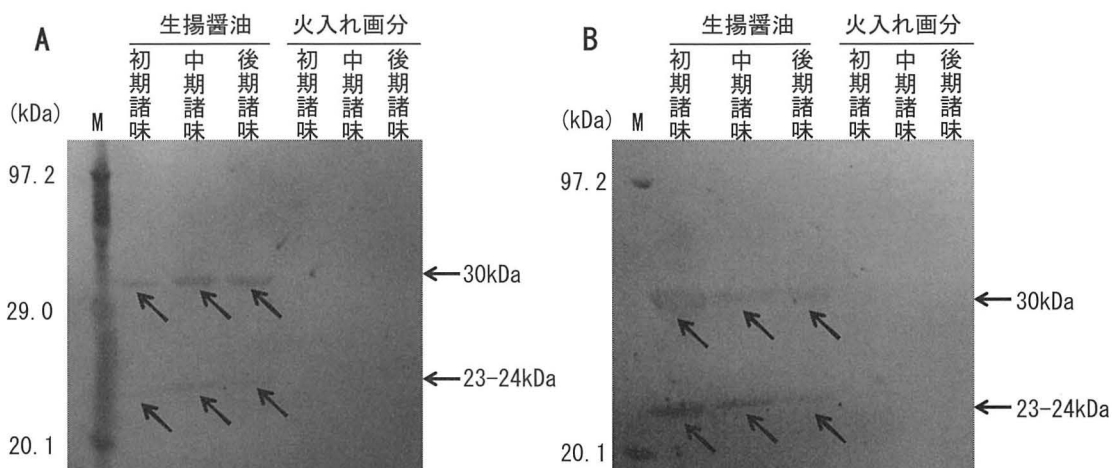 A
生揚醤油
火入れ画分
(kDa)
M
初期諸味
中期諸味
後期諸味
初期諸味
中期諸味
後期諸味
97.2
29.0
20.1
30kDa
23-24kDa
B
生揚醤油
火入れ画分
(kDa)
M
初期諸味
中期諸味
後期諸味
初期諸味
中期諸味
後期諸味
97.2
20.1
30kDa
23-24kDa